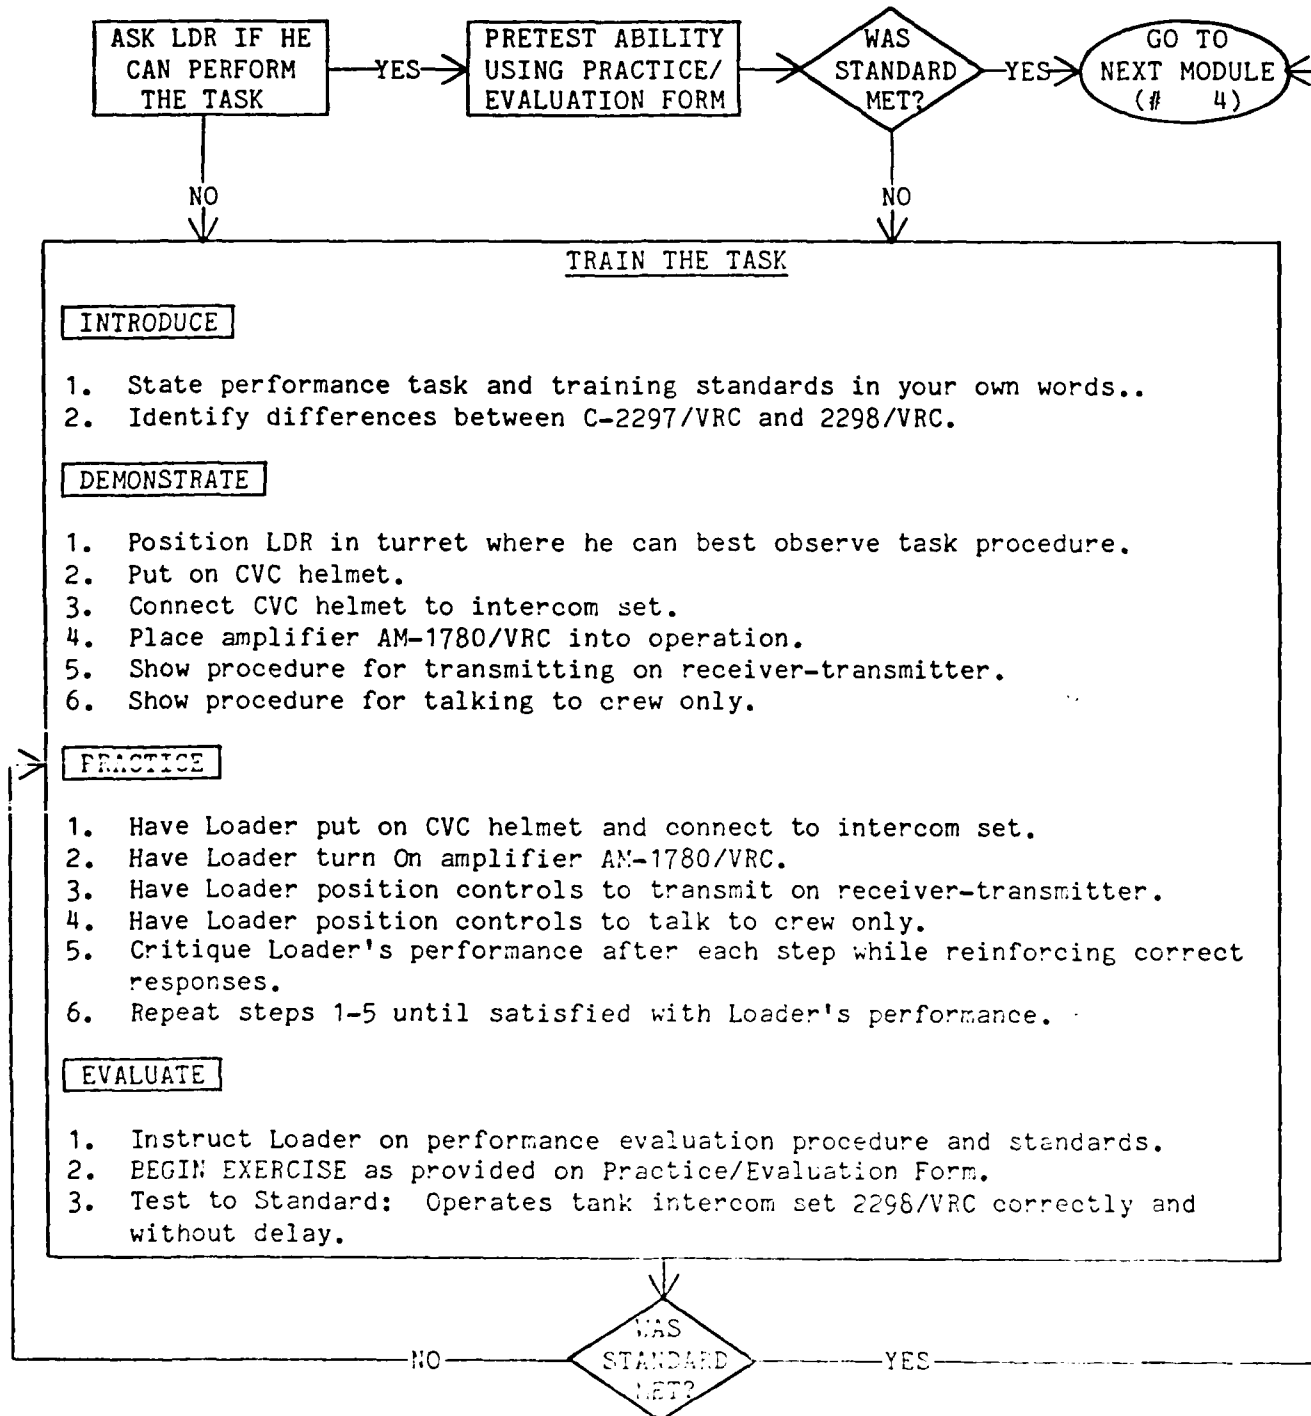 ASK LDR IF HE
CAN PERFORM
THE TASK
YES
PRETEST ABILITY
USING PRACTICE/
EVALUATION FORM
WAS
STANDARD
MET?
YES
GO TO
NEXT MODULE
(# 4)
NO
NO
TRAIN THE TASK
INTRODUCE
1. State performance task and training standards in your own words..
2. Identify differences between C-2297/VRC and 2298/VRC.
DEMONSTRATE
1. Position LDR in turret where he can best observe task procedure.
2. Put on CVC helmet.
3. Connect CVC helmet to intercom set.
4. Place amplifier AM-1780/VRC into operation.
5. Show procedure for transmitting on receiver-transmitter.
6. Show procedure for talking to crew only.
PRACTICE
1. Have Loader put on CVC helmet and connect to intercom set.
2. Have Loader turn On amplifier AM-1780/VRC.
3. Have Loader position controls to transmit on receiver-transmitter.
4. Have Loader position controls to talk to crew only.
5. Critique Loader's performance after each step while reinforcing correct
responses.
6. Repeat steps 1-5 until satisfied with Loader's performance.
EVALUATE
1. Instruct Loader on performance evaluation procedure and standards.
2. BEGIN EXERCISE as provided on Practice/Evaluation Form.
3. Test to Standard: Operates tank intercom set 2298/VRC correctly and
without delay.
WAS
STANDARD
MET?
NO
YES